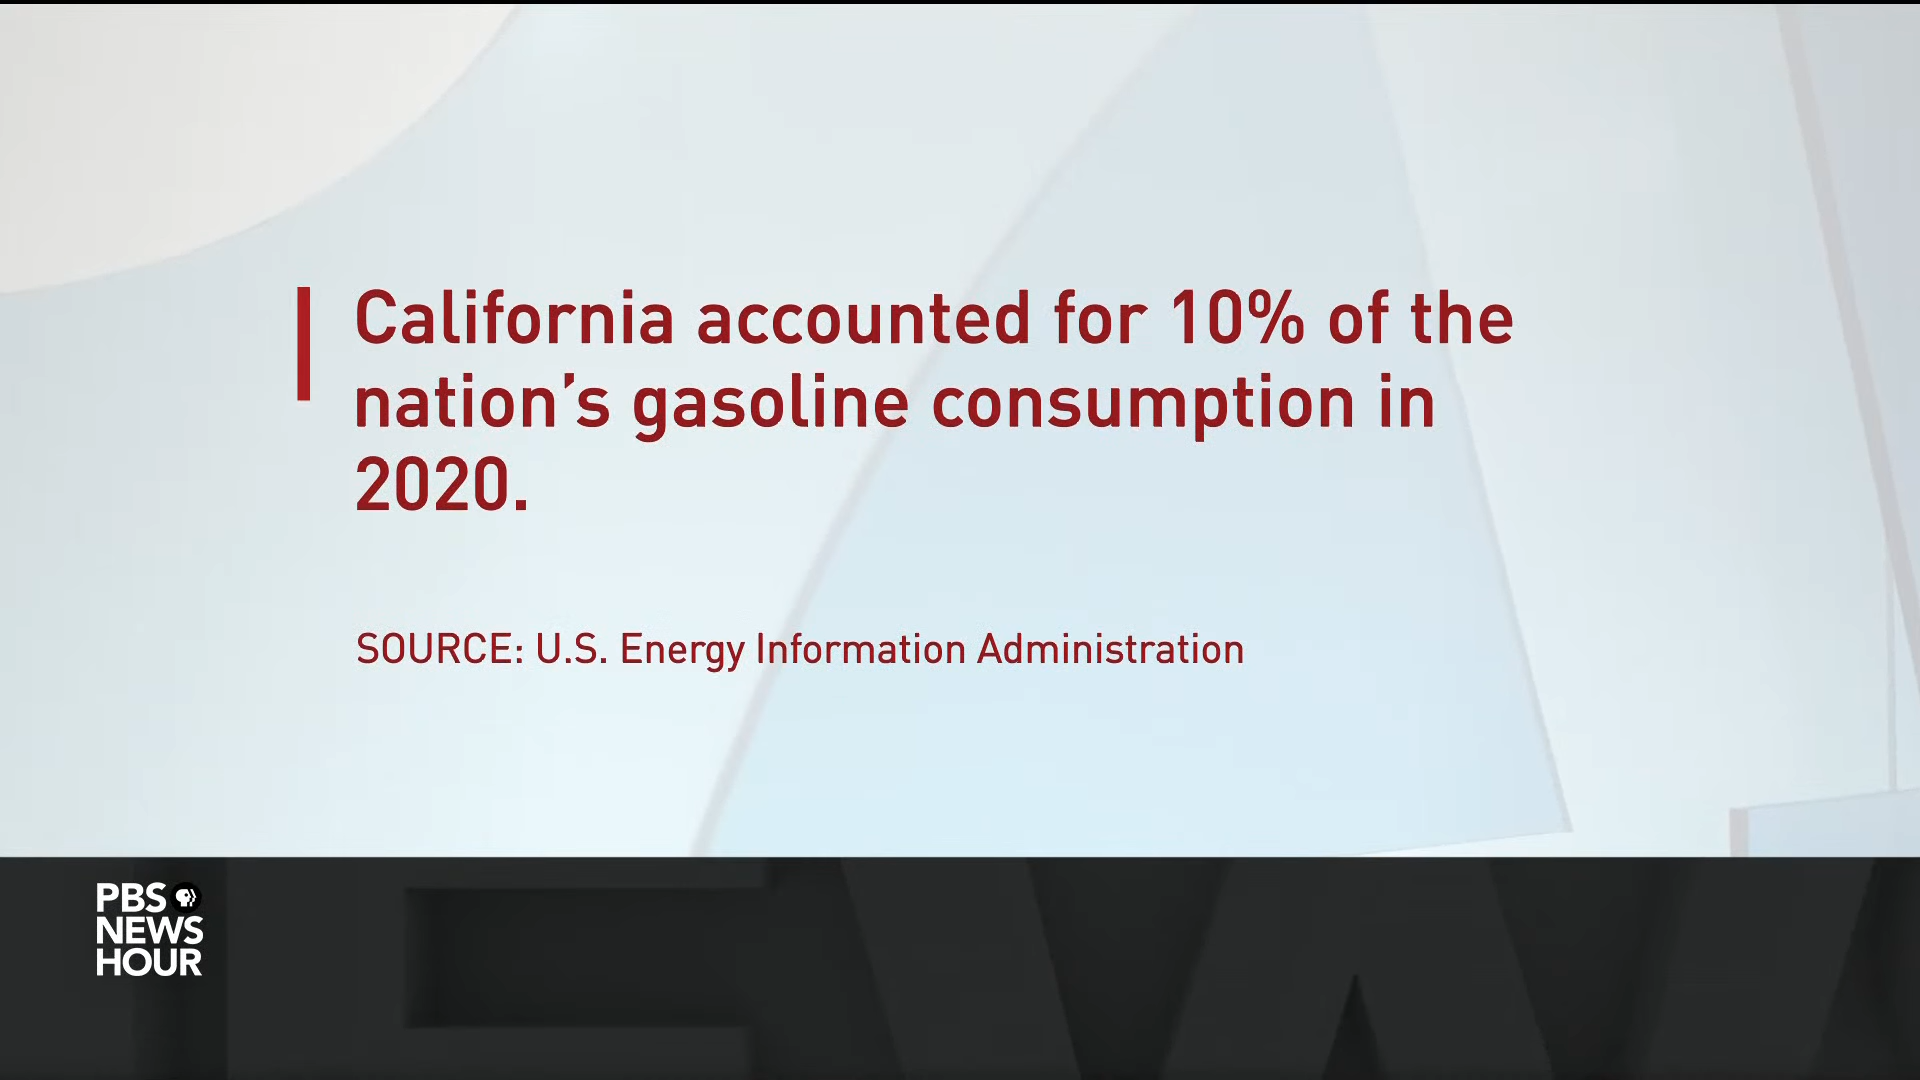 California accounted for 10% of the
nation’s gasoline consumption in
2020.
SOURCE: U.S. Energy Information Administration
PBS
NEWS
HOUR